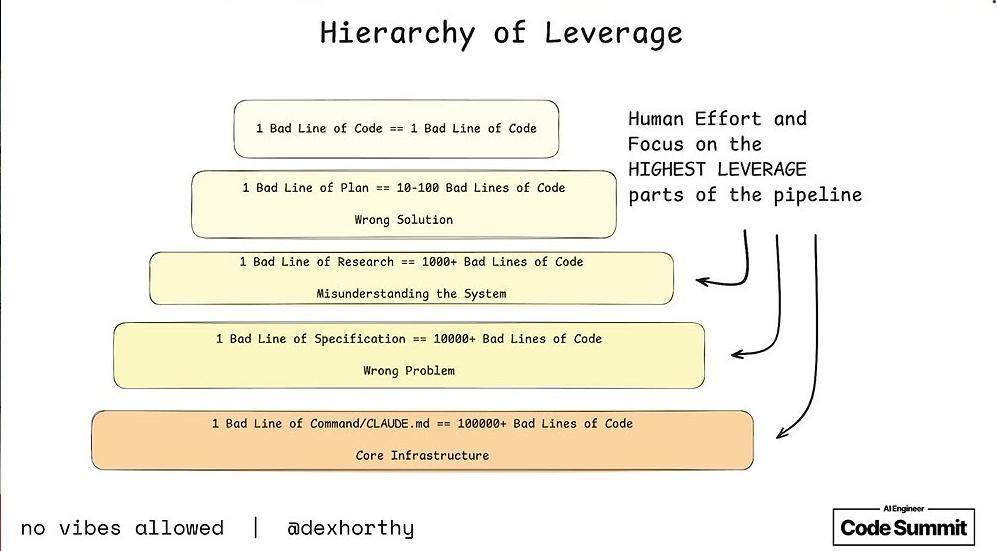 Hierarchy of Leverage
1 Bad Line of Code == 1 Bad Line of Code
1 Bad Line of Plan == 10-100 Bad Lines of Code
Wrong Solution
1 Bad Line of Research == 1000+ Bad Lines of Code
Misunderstanding the System
1 Bad Line of Specification == 10000+ Bad Lines of Code
Wrong Problem
1 Bad Line of Command/CLAUDE.md == 100000+ Bad Lines of Code
Core Infrastructure
Human Effort and
Focus on the
HIGHEST LEVERAGE
parts of the pipeline
no vibes allowed | @dexhorthy
AI Engineer
Code Summit